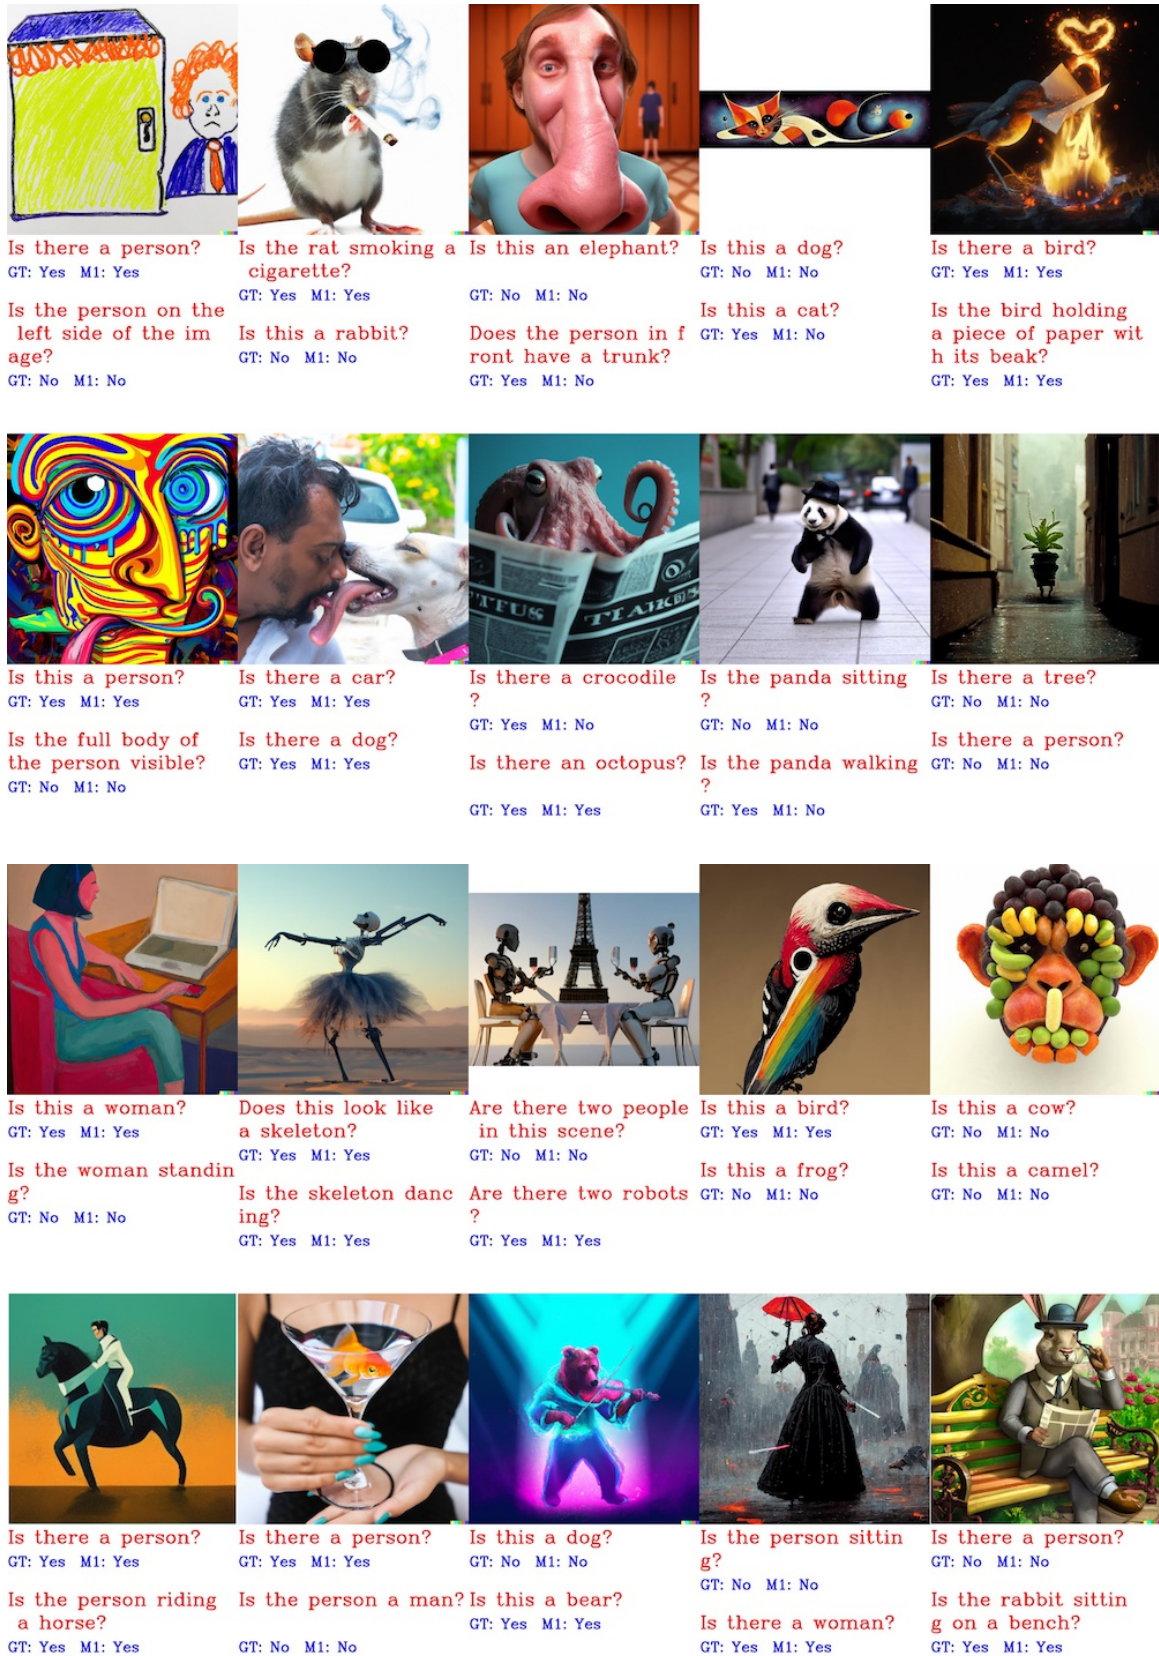 Is there a person?
GT: Yes M1: Yes
Is the person on the
left side of the im
age?
GT: No M1: No
Is the rat smoking a
cigarette?
GT: Yes M1: Yes
Is this a rabbit?
GT: No M1: No
Is this an elephant?
GT: No M1: No
Does the person in f
ront have a trunk?
GT: Yes M1: No
Is this a dog?
GT: No M1: No
Is this a cat?
GT: Yes M1: No
Is there a bird?
GT: Yes M1: Yes
Is the bird holding
a piece of paper wit
h its beak?
GT: Yes M1: Yes
Is this a person?
GT: Yes M1: Yes
Is the full body of
the person visible?
GT: No M1: No
Is there a car?
GT: Yes M1: Yes
Is there a dog?
GT: Yes M1: Yes
Is there a crocodile
?
GT: Yes M1: No
Is there an octopus?
GT: Yes M1: Yes
Is the panda sitting
?
GT: No M1: No
Is the panda walking
?
GT: Yes M1: No
Is there a tree?
GT: No M1: No
Is there a person?
GT: No M1: No
Is this a woman?
GT: Yes M1: Yes
Is the woman standin
g?
GT: No M1: No
Does this look like
a skeleton?
GT: Yes M1: Yes
Is the skeleton danc
ing?
GT: Yes M1: Yes
Are there two people
in this scene?
GT: No M1: No
Are there two robots
?
GT: Yes M1: Yes
Is this a bird?
GT: Yes M1: Yes
Is this a frog?
GT: No M1: No
Is this a cow?
GT: No M1: No
Is this a camel?
GT: No M1: No
Is there a person?
GT: Yes M1: Yes
Is the person riding
a horse?
GT: Yes M1: Yes
Is there a person?
GT: Yes M1: Yes
Is the person a man?
GT: No M1: No
Is this a dog?
GT: No M1: No
Is this a bear?
GT: Yes M1: Yes
Is the person sittin
g?
GT: No M1: No
Is there a woman?
GT: Yes M1: Yes
Is there a person?
GT: No M1: No
Is the rabbit sittin
g on a bench?
GT: Yes M1: Yes